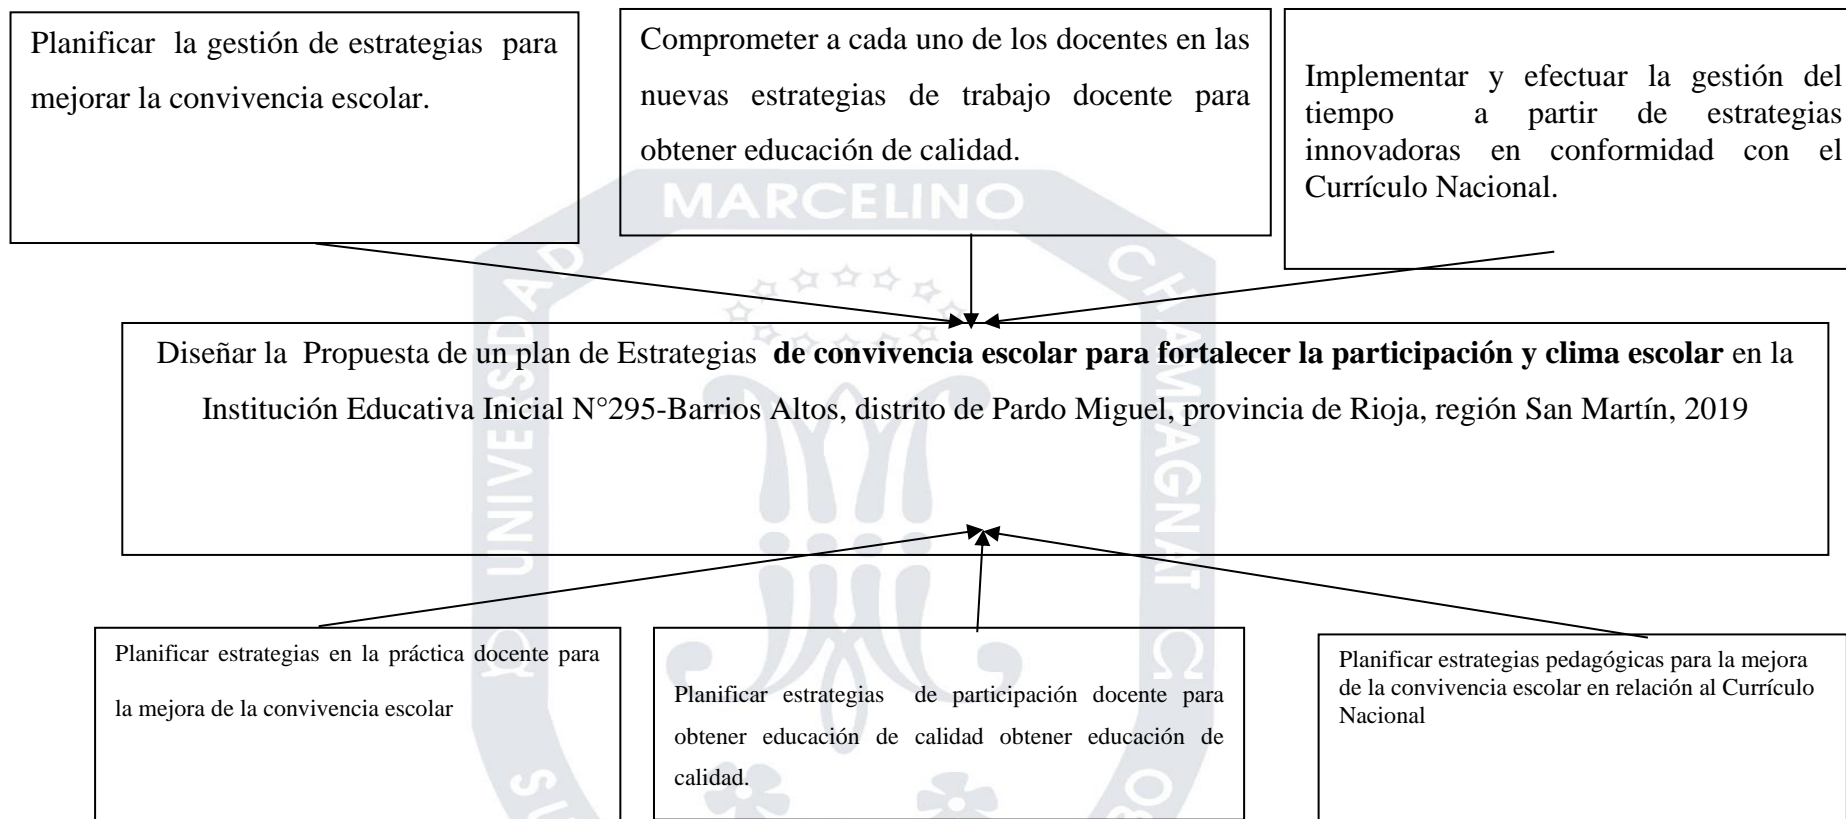 Planificar la gestión de estrategias para
mejorar la convivencia escolar.
Comprometer a cada uno de los docentes en las
nuevas estrategias de trabajo docente para
obtener educación de calidad.
Implementar y efectuar la gestión del
tiempo a partir de estrategias
innovadoras en conformidad con el
Currículo Nacional.
UNIVERSIDAD
MARCELINO
CHAMPAGNAT
Diseñar la Propuesta de un plan de Estrategias de convivencia escolar para fortalecer la participación y clima escolar en la
Institución Educativa Inicial N°295-Barrios Altos, distrito de Pardo Miguel, provincia de Rioja, región San Martín, 2019
Planificar estrategias en la práctica docente para
la mejora de la convivencia escolar
Planificar estrategias de participación docente para
obtener educación de calidad obtener educación de
calidad.
Planificar estrategias pedagógicas para la mejora
de la convivencia escolar en relación al Currículo
Nacional